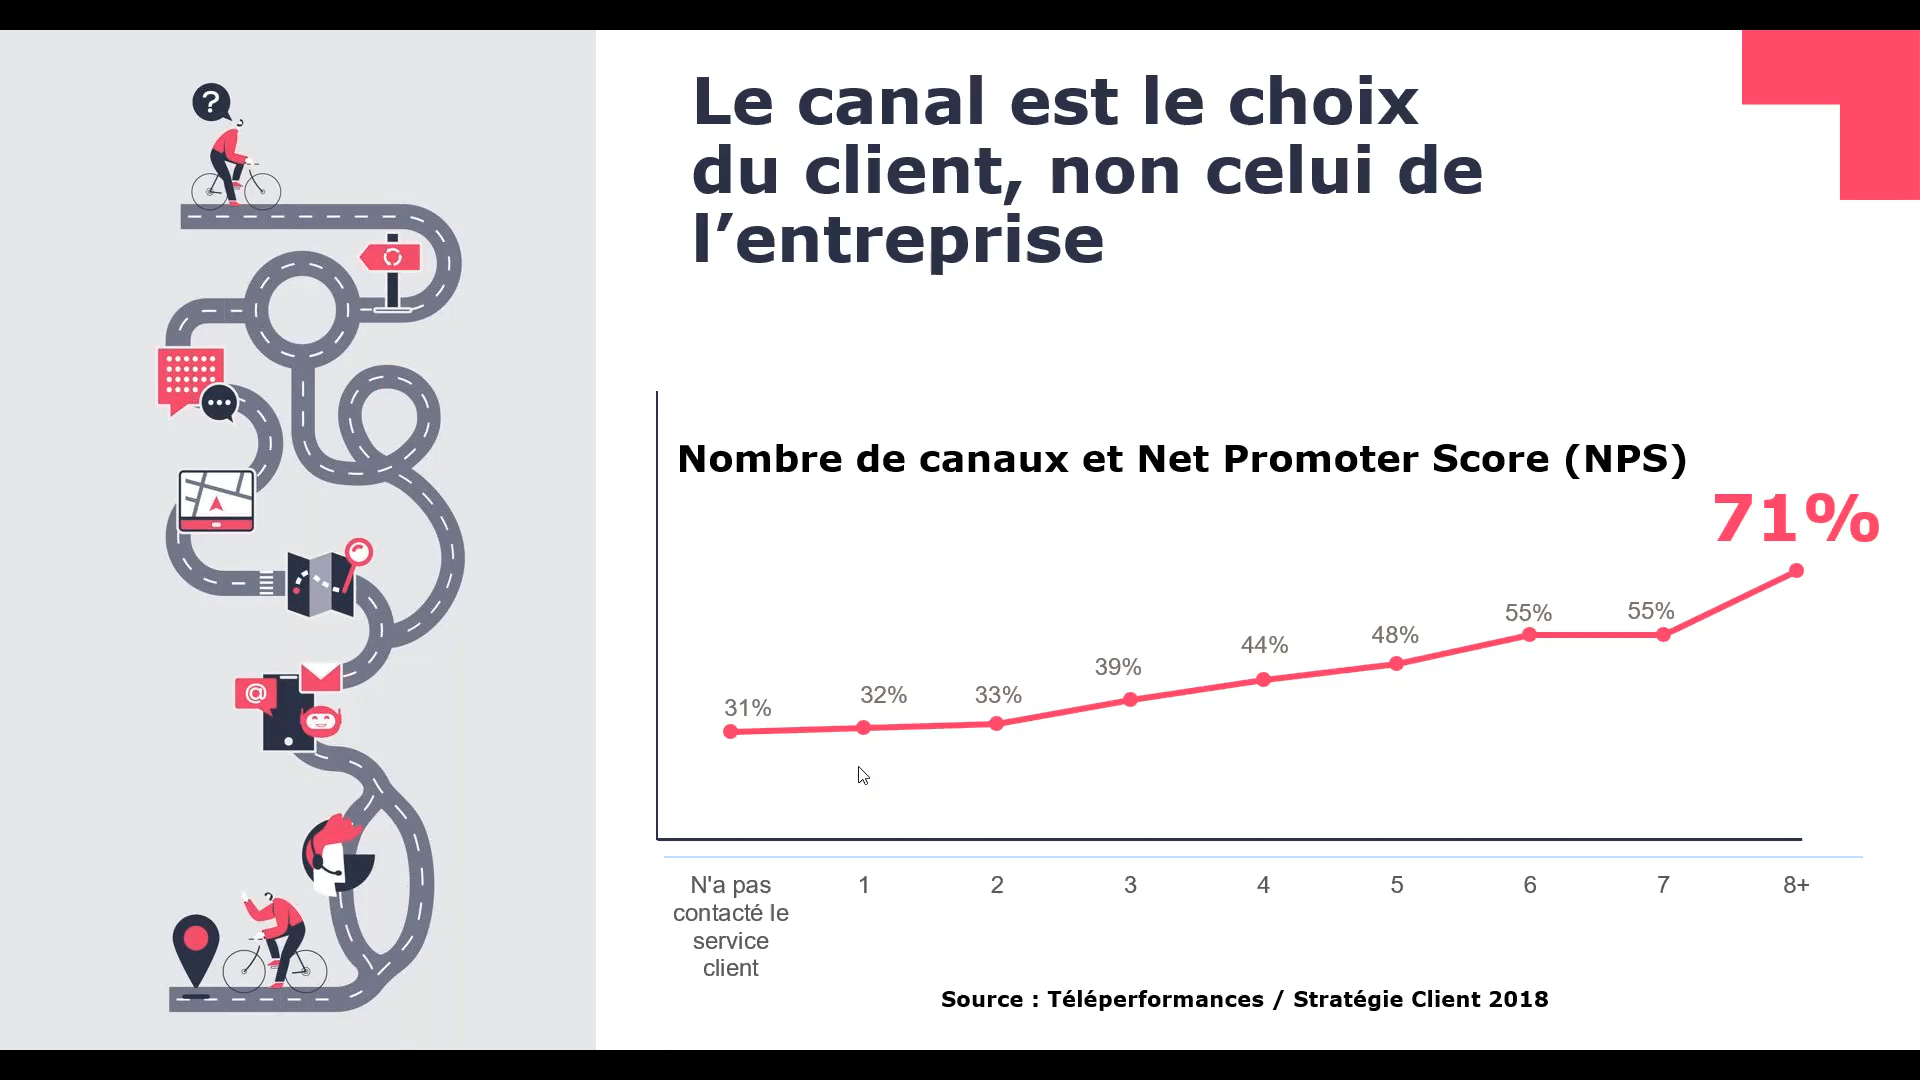 ?
Le canal est le choix
du client, non celui de
l’entreprise
Nombre de canaux et Net Promoter Score (NPS)
71%
55%
55%
48%
44%
39%
33%
32%
31%
@
N'a pas
contacté le
service
client
1
2
3
4
5
6
7
8+
Source : Téléperformances / Stratégie Client 2018